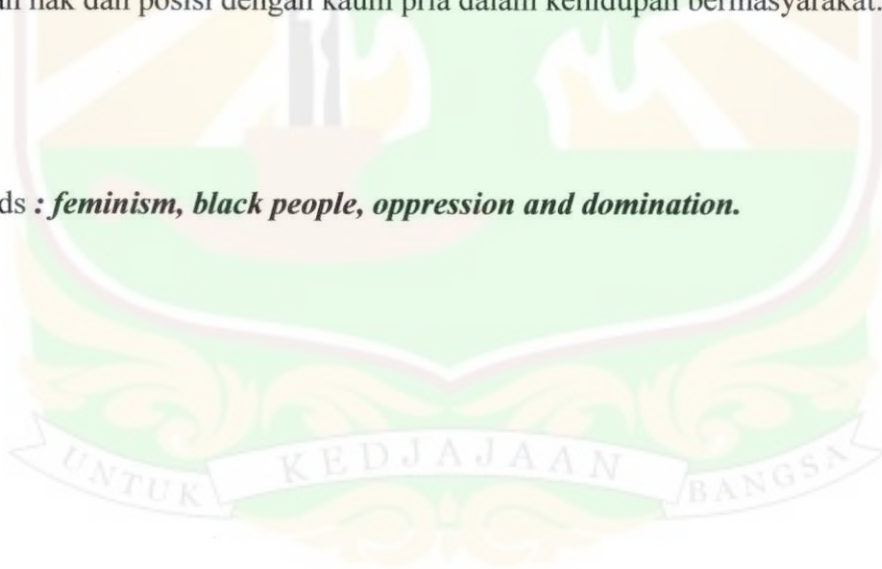 hak dan posisi dengan kaum pria dalam kehidupan bermasyarakat.
ds : feminism, black people, oppression and domination.
UNTUK KEDJAJAAN BANGSA